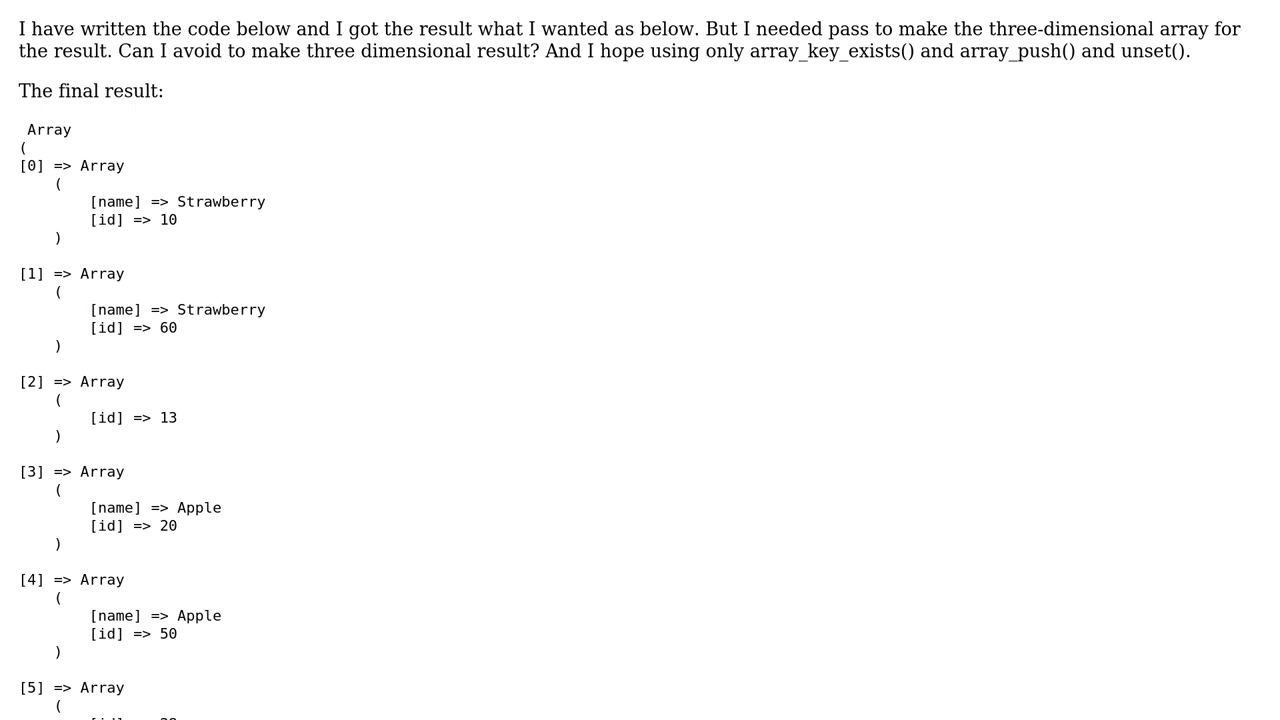 I have written the code below and I got the result what I wanted as below. But I needed pass to make the three-dimensional array for
the result. Can I avoid to make three dimensional result? And I hope using only array_key_exists() and array_push() and unset().
The final result:
Array
(
[0] => Array
(
[name] => Strawberry
[id] => 10
)
[1] => Array
(
[name] => Strawberry
[id] => 60
)
[2] => Array
(
[id] => 13
)
[3] => Array
(
[name] => Apple
[id] => 20
)
[4] => Array
(
[name] => Apple
[id] => 50
)
[5] => Array
(